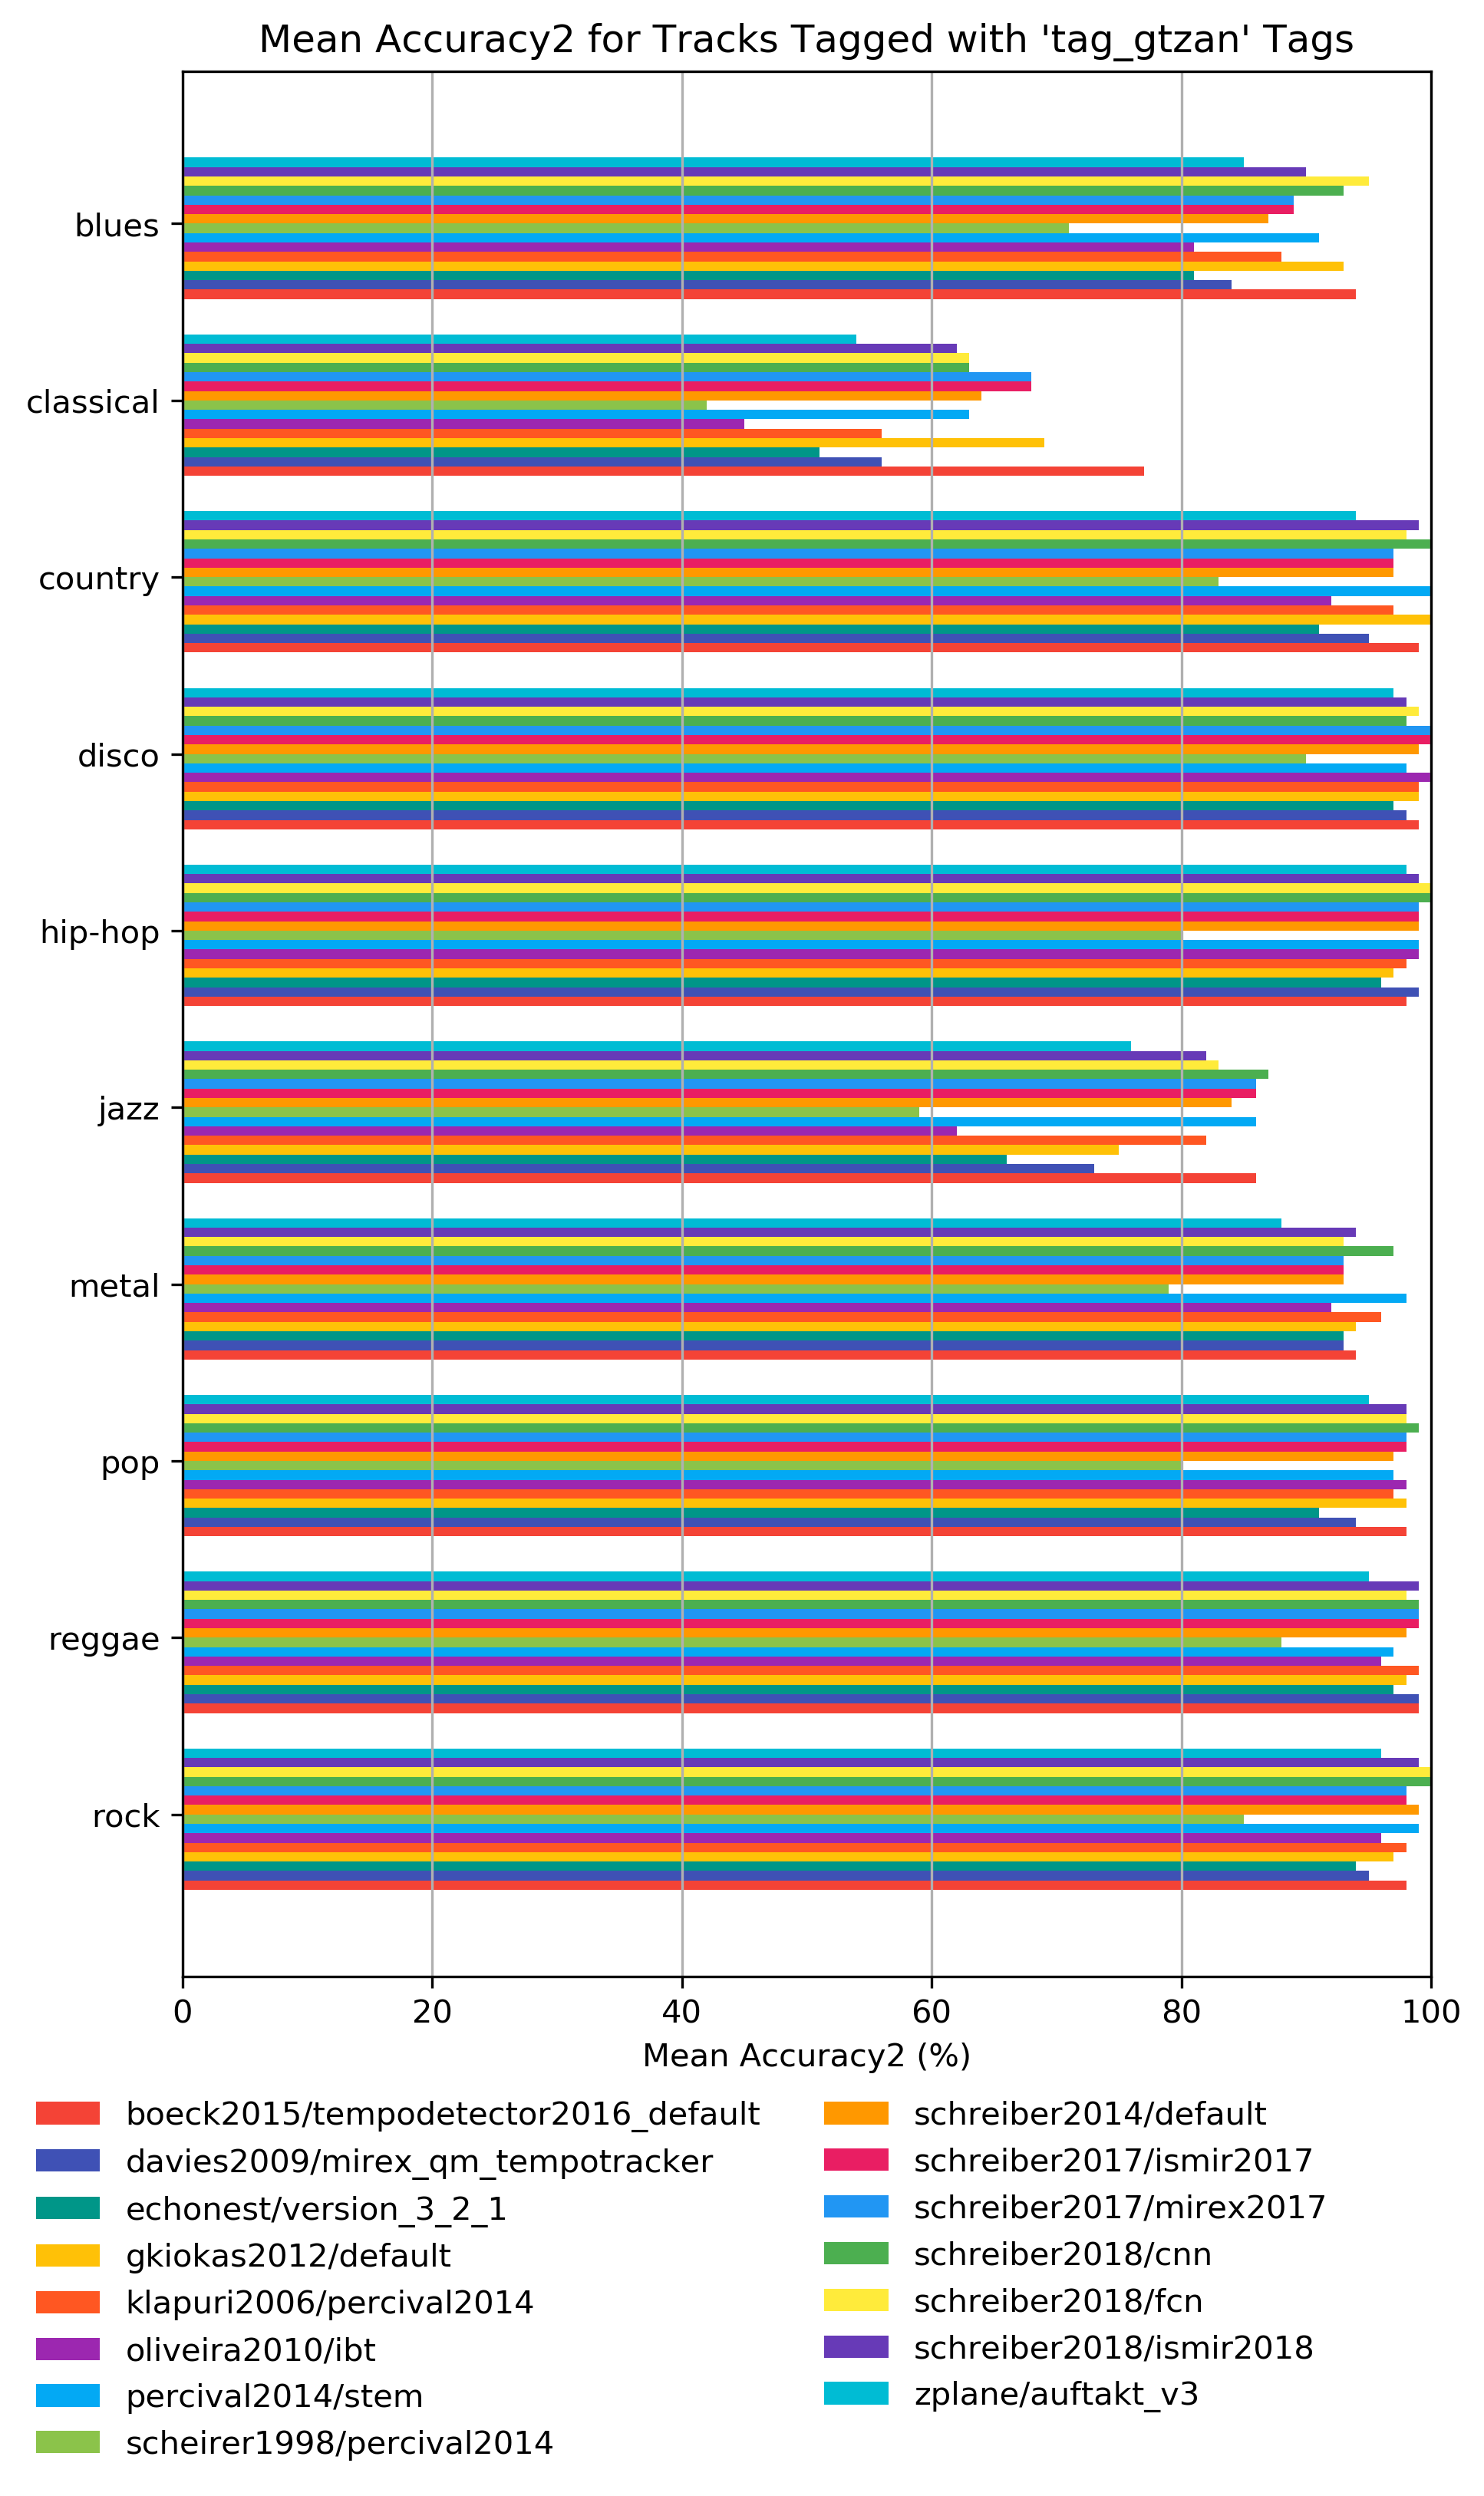 Mean Accuracy2 for Tracks Tagged with 'tag_gtzan' Tags
blues
classical
country
disco
hip-hop
jazz
metal
pop
reggae
rock
0 20 40 60 80 100
Mean Accuracy2 (%)
boeck2015/tempodetector2016_default
davies2009/mirex_qm_tempotracker
echonest/version_3_2_1
gkiokas2012/default
klapuri2006/percival2014
oliveira2010/ibt
percival2014/stem
scheirer1998/percival2014
schreiber2014/default
schreiber2017/ismir2017
schreiber2017/mirex2017
schreiber2018/cnn
schreiber2018/fcn
schreiber2018/ismir2018
zplane/auftakt_v3